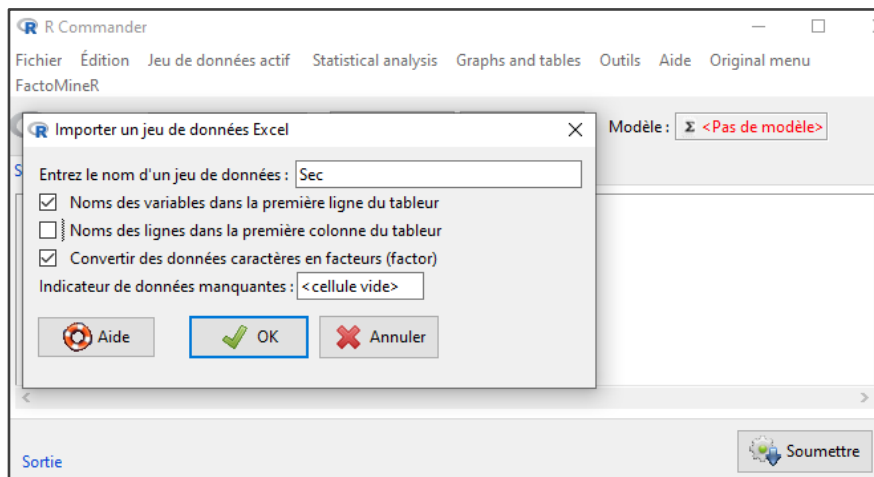 R Commander
Fichier Édition Jeu de données actif Statistical analysis Graphs and tables Outils Aide Original menu
FactoMineR
Importer un jeu de données Excel
Modèle : Σ <Pas de modèle>
Entrez le nom d'un jeu de données : Sec
Noms des variables dans la première ligne du tableur
Noms des lignes dans la première colonne du tableur
Convertir des données caractères en facteurs (factor)
Indicateur de données manquantes : <cellule vide>
Aide OK Annuler
Soumettre
Sortie